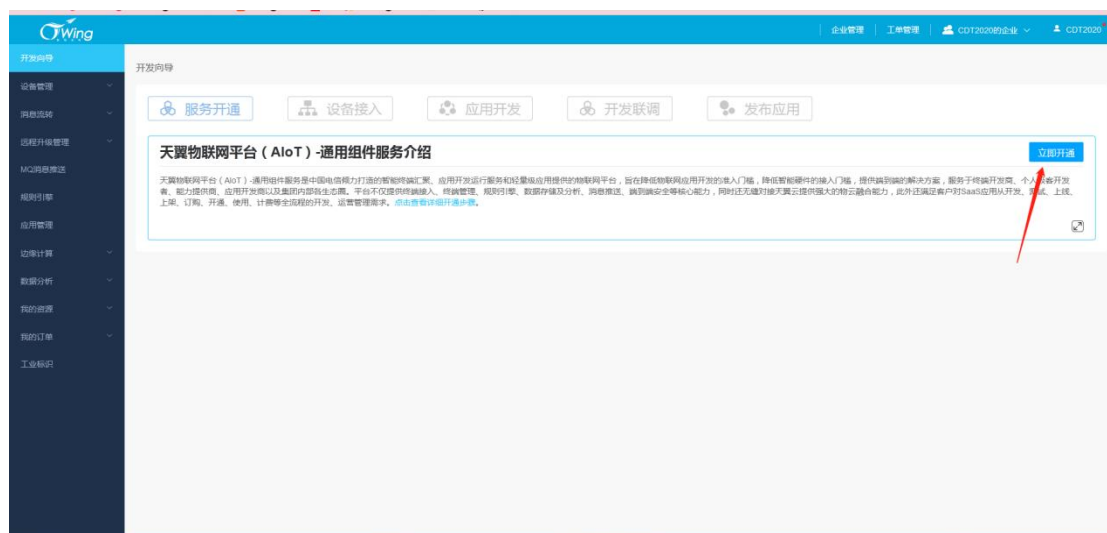 CTWing
企业管理 工单管理 CDT2020的企业 CDT2020
开发向导
设备管理
消息流转
远程升级管理
MQ消息推送
规则引擎
应用管理
边缘计算
数据分析
我的资源
我的订单
工业标识
开发向导
服务开通 设备接入 应用开发 开发联调 发布应用
天翼物联网平台（AIoT）-通用组件服务介绍
立即开通
天翼物联网平台（AIoT）-通用组件服务是中国电信倾力打造的智能终端汇聚、应用开发运行服务和轻量级应用提供的物联网平台，旨在降低物联网应用开发的准入门槛，降低智能硬件的接入门槛，提供端到端的解决方案，服务于终端开发商、个人/极客开发
者、能力提供商、应用开发商以及集团内部各生态圈。平台不仅提供终端接入、终端管理、规则引擎、数据存储及分析、消息推送、端到端安全等核心能力，同时还无缝对接天翼云提供强大的物云融合能力，此外还满足客户对SaaS应用从开发、测试、上线、
上架、订购、开通、使用、计费等全流程的开发、运营管理需求。点击查看详细开通步骤。